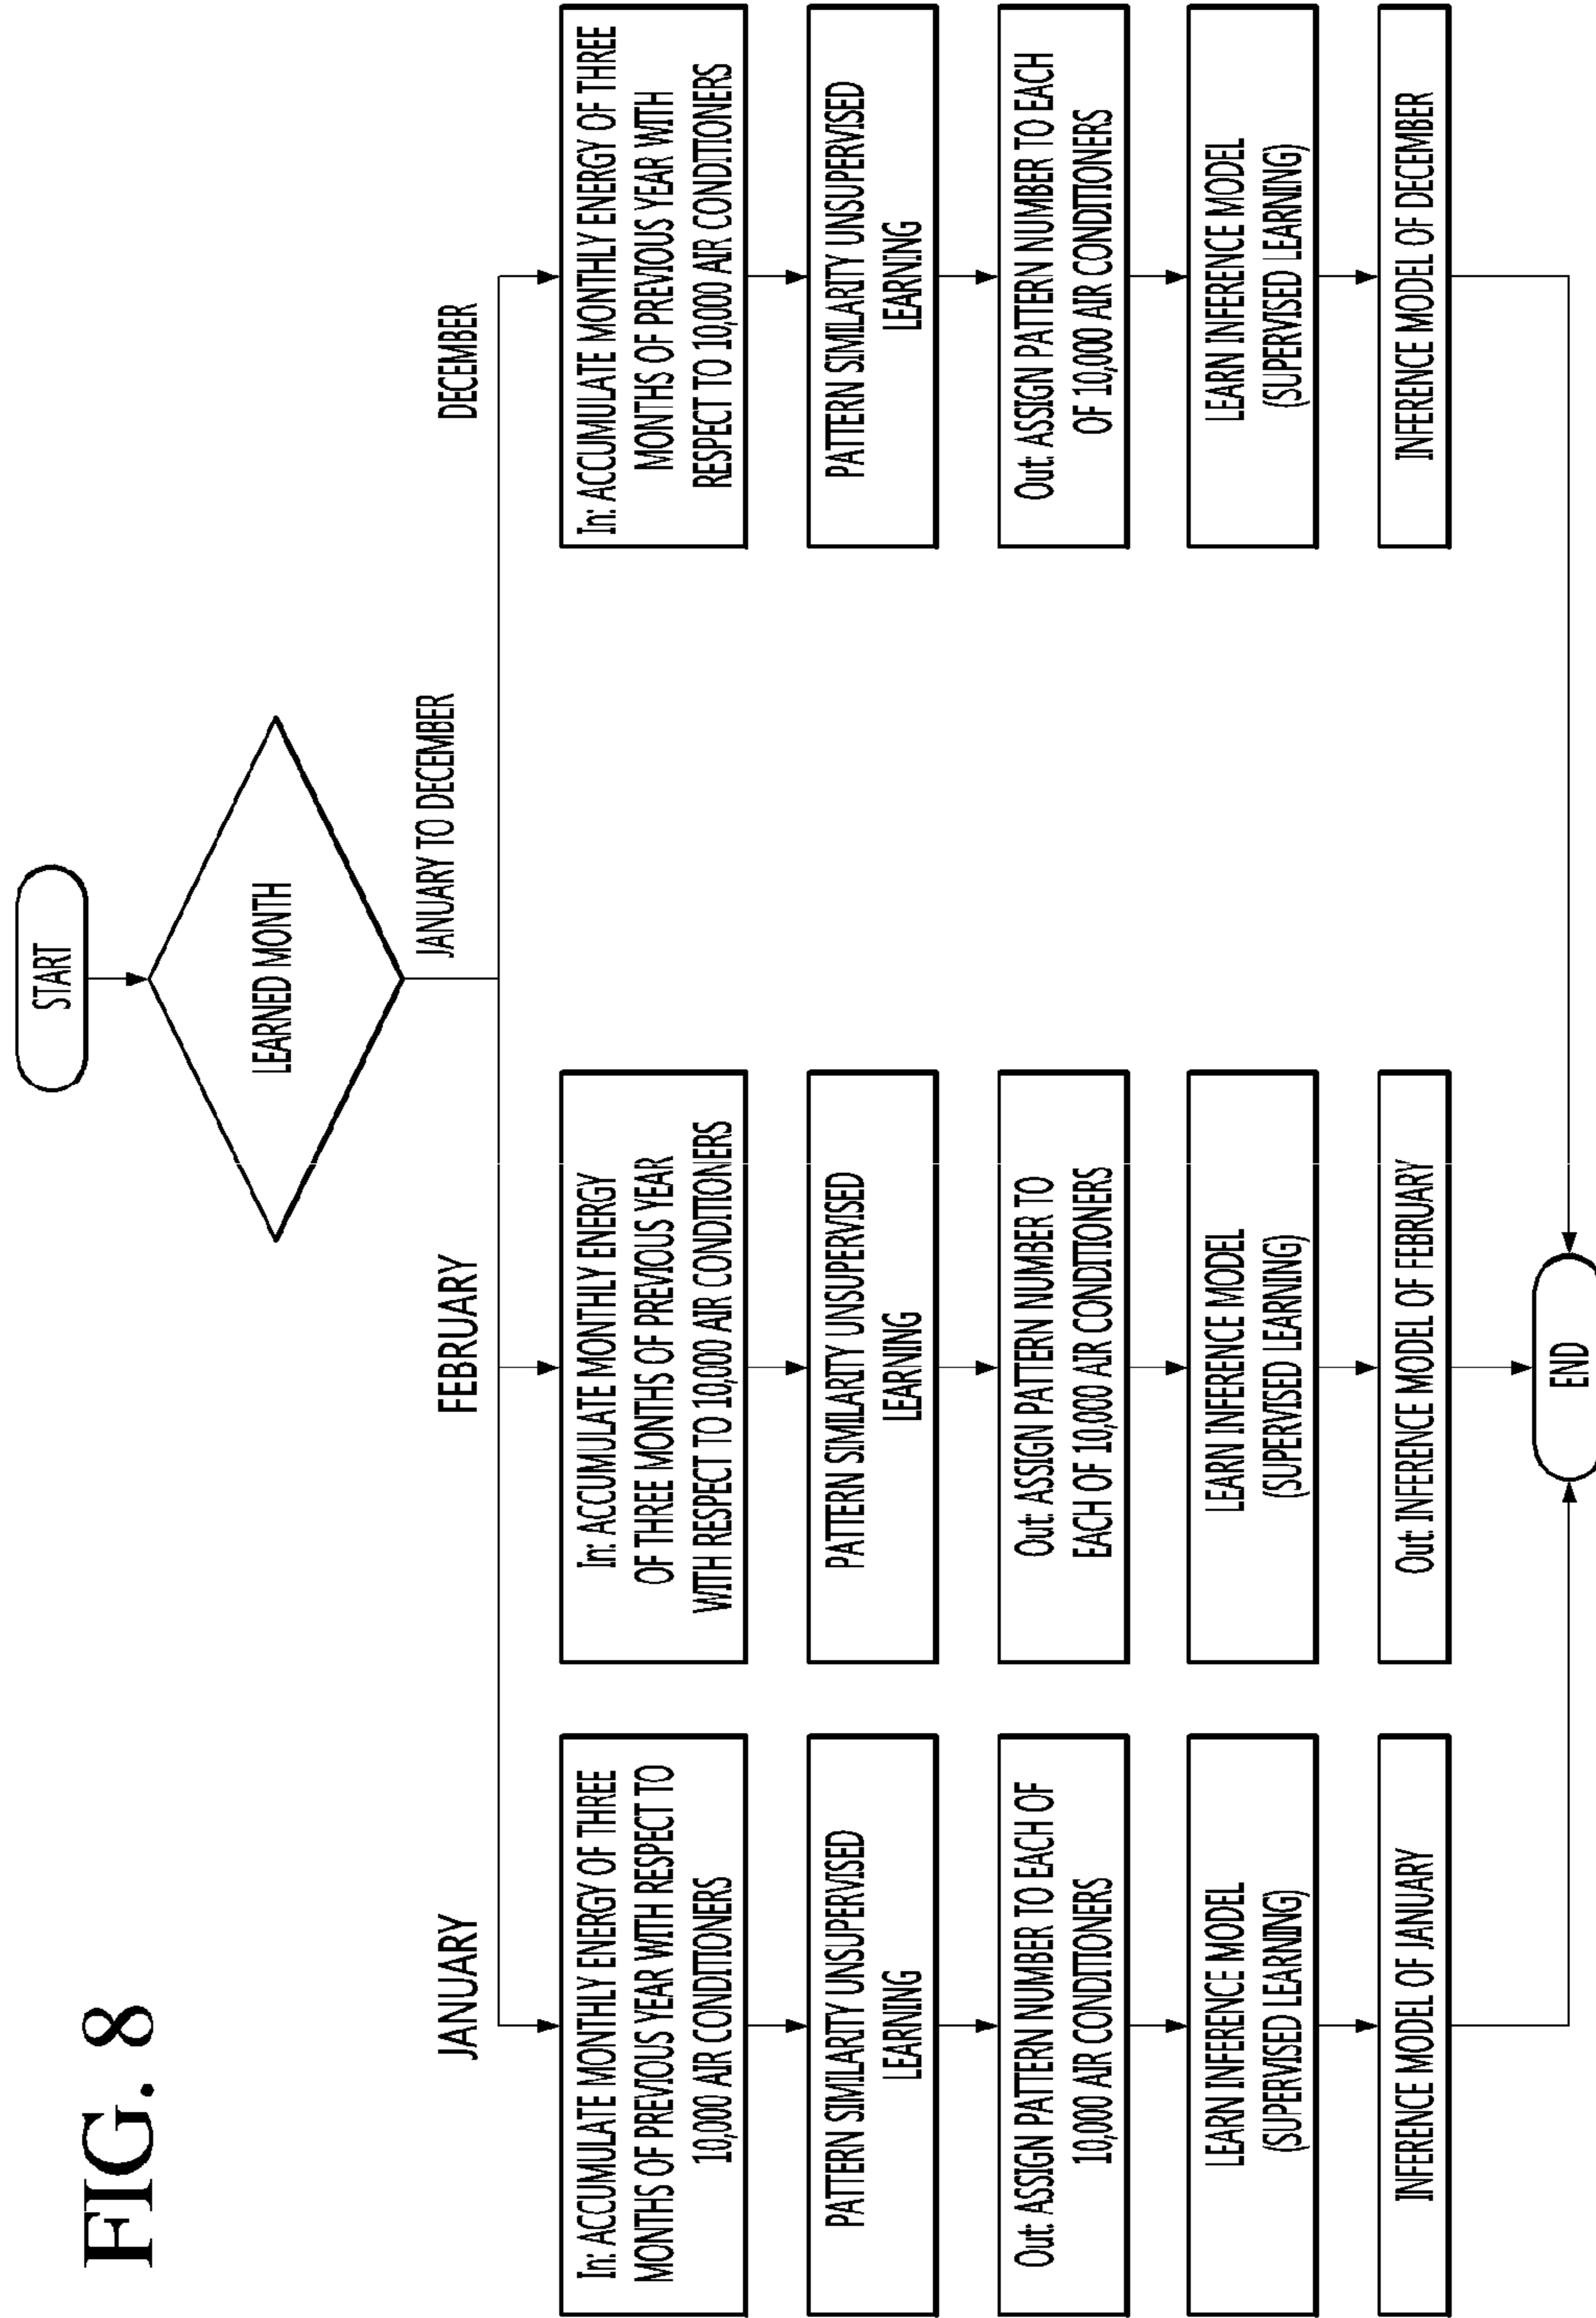 FIG. 8
START
LEARNED MONTH
JANUARY TO DECEMBER
JANUARY
In: ACCUMULATE MONTHLY ENERGY OF THREE
MONTHS OF PREVIOUS YEAR WITH RESPECT TO
10,000 AIR CONDITIONERS
PATTERN SIMILARITY UNSUPERVISED
LEARNING
Out: ASSIGN PATTERN NUMBER TO EACH OF
10,000 AIR CONDITIONERS
LEARN INFERENCE MODEL
(SUPERVISED LEARNING)
INFERENCE MODEL OF JANUARY
FEBRUARY
In: ACCUMULATE MONTHLY ENERGY
OF THREE MONTHS OF PREVIOUS YEAR
WITH RESPECT TO 10,000 AIR CONDITIONERS
PATTERN SIMILARITY UNSUPERVISED
LEARNING
Out: ASSIGN PATTERN NUMBER TO
EACH OF 10,000 AIR CONDITIONERS
LEARN INFERENCE MODEL
(SUPERVISED LEARNING)
Out: INFERENCE MODEL OF FEBRUARY
DECEMBER
In: ACCUMULATE MONTHLY ENERGY OF THREE
MONTHS OF PREVIOUS YEAR WITH
RESPECT TO 10,000 AIR CONDITIONERS
PATTERN SIMILARITY UNSUPERVISED
LEARNING
Out: ASSIGN PATTERN NUMBER TO EACH
OF 10,000 AIR CONDITIONERS
LEARN INFERENCE MODEL
(SUPERVISED LEARNING)
INFERENCE MODEL OF DECEMBER
END